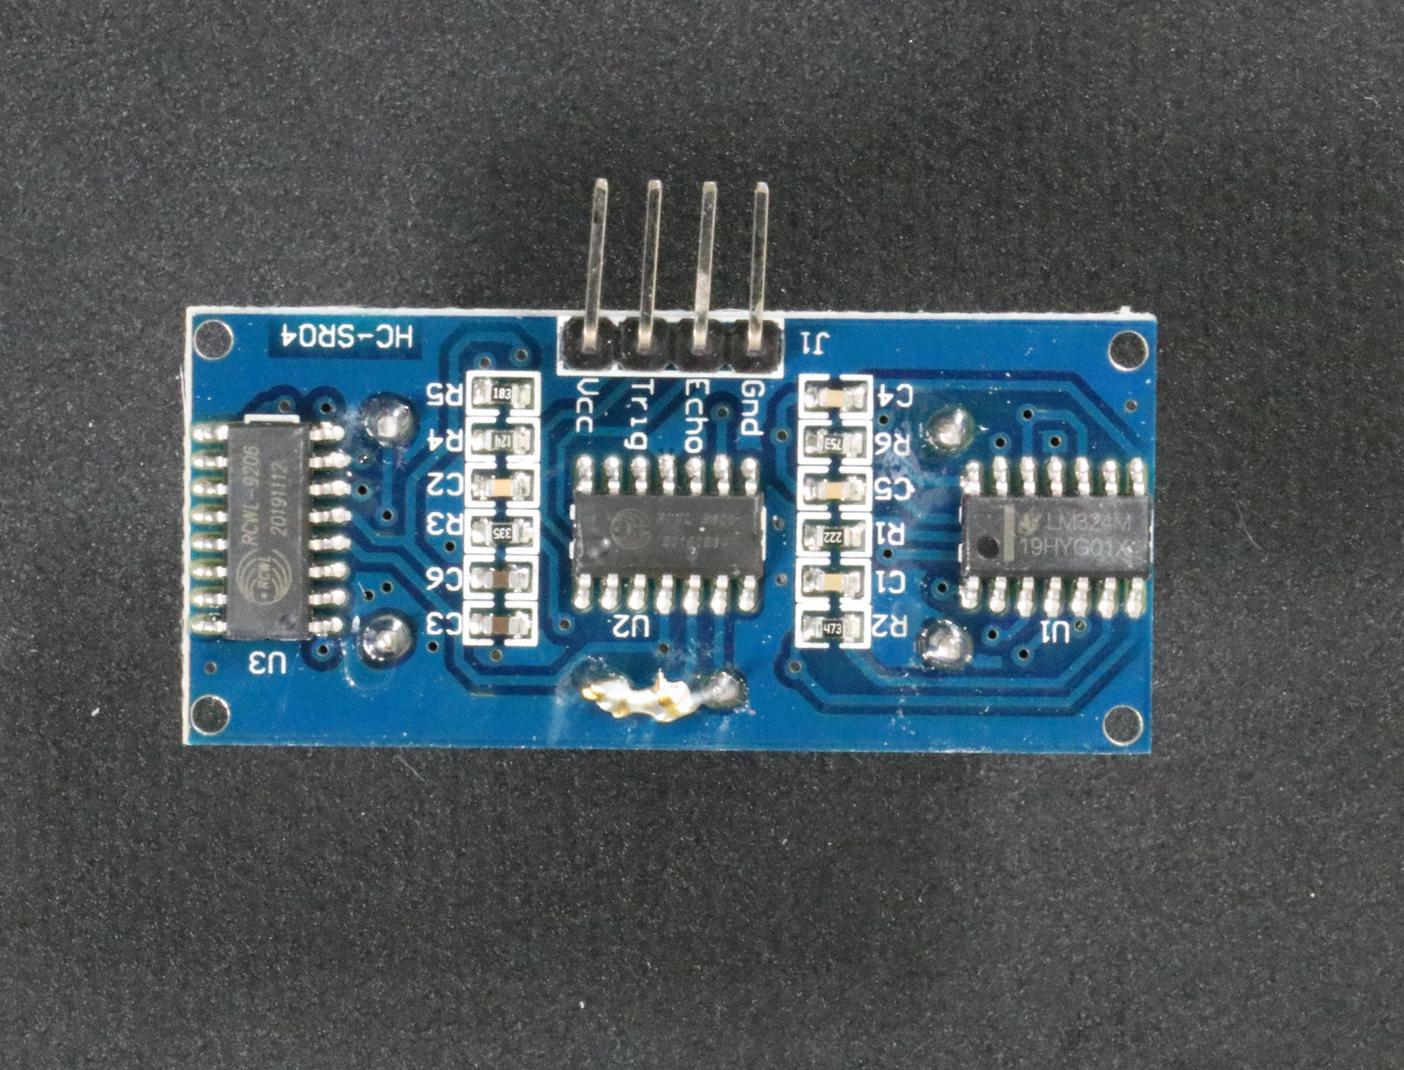 HC-SR04
J1
Vcc
Trig
Echo
Gnd
R5
183
R4
124
C2
R3
335
C6
C3
C4
R6
753
C5
R1
222
C1
R2
473
RCWL-9206
20191112
RCWL
U3
U2
LM324M
19HYG01X
U1